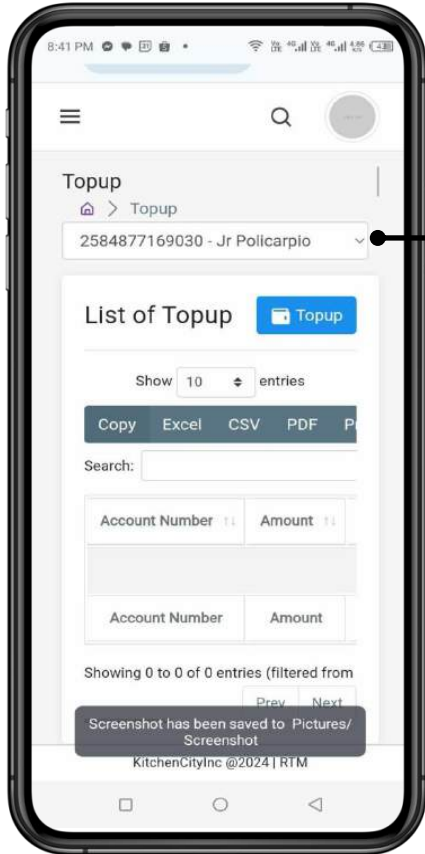 8:41 PM
Topup
> Topup
2584877169030 - Jr Policarpio
List of Topup
Topup
Show 10 entries
Copy Excel CSV PDF
Search:
Account Number Amount
Account Number Amount
Showing 0 to 0 of 0 entries (filtered from
Prev Next
Screenshot has been saved to Pictures/
Screenshot
KitchenCityInc @2024 | RTM